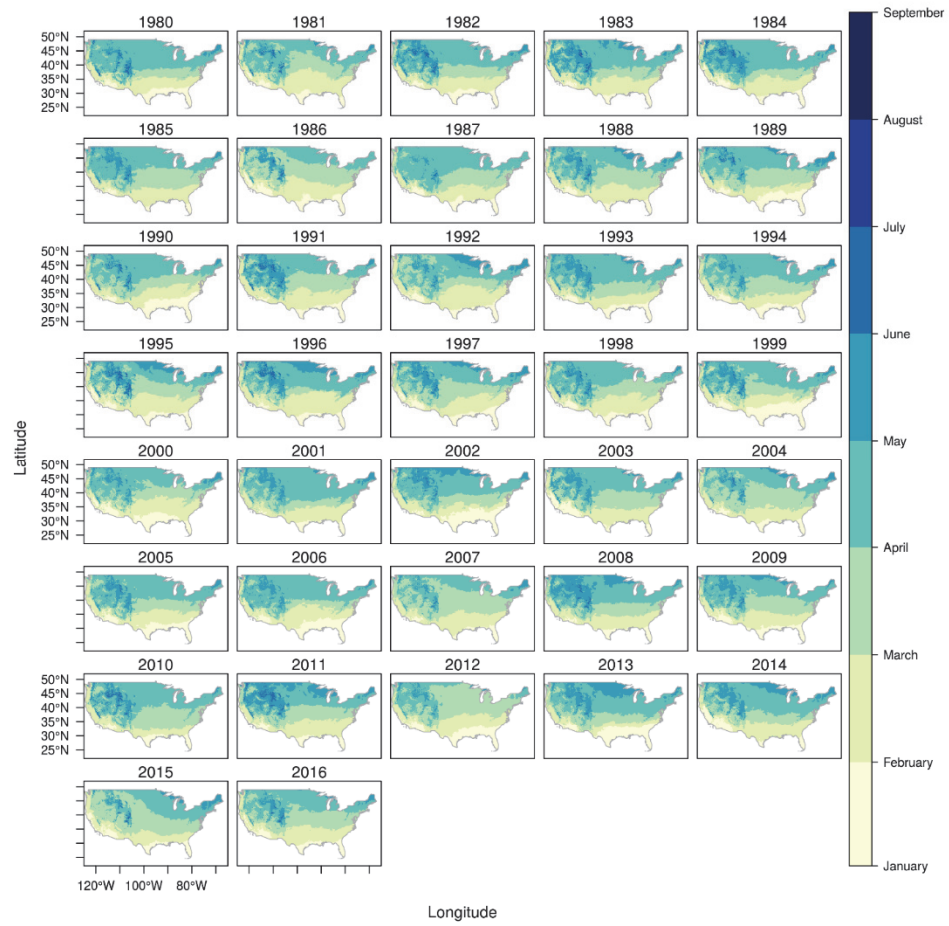 1980 1981 1982 1983 1984
September
50°N
45°N
40°N
35°N
30°N
25°N
August
1985 1986 1987 1988 1989
July
1990 1991 1992 1993 1994
50°N
45°N
40°N
35°N
30°N
25°N
June
1995 1996 1997 1998 1999
May
Latitude
2000 2001 2002 2003 2004
50°N
45°N
40°N
35°N
30°N
25°N
April
2005 2006 2007 2008 2009
March
2010 2011 2012 2013 2014
50°N
45°N
40°N
35°N
30°N
25°N
February
2015 2016
January
120°W 100°W 80°W
Longitude